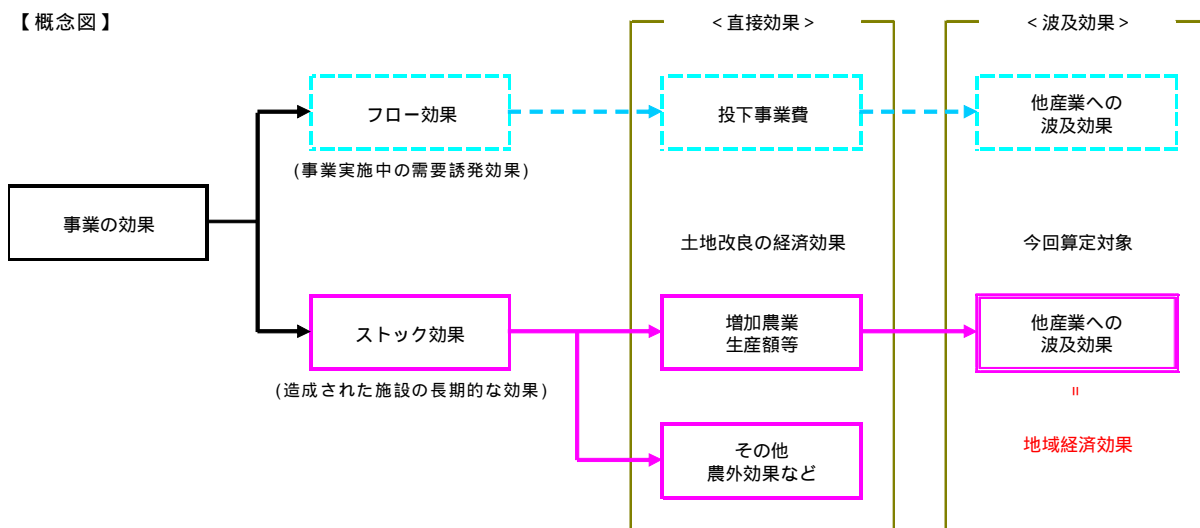 【概念図】
<直接効果>
<波及効果>
フロー効果
投下事業費
他産業への
波及効果
(事業実施中の需要誘発効果)
事業の効果
土地改良の経済効果
今回算定対象
ストック効果
増加農業
生産額等
他産業への
波及効果
(造成された施設の長期的な効果)
=
地域経済効果
その他
農外効果など